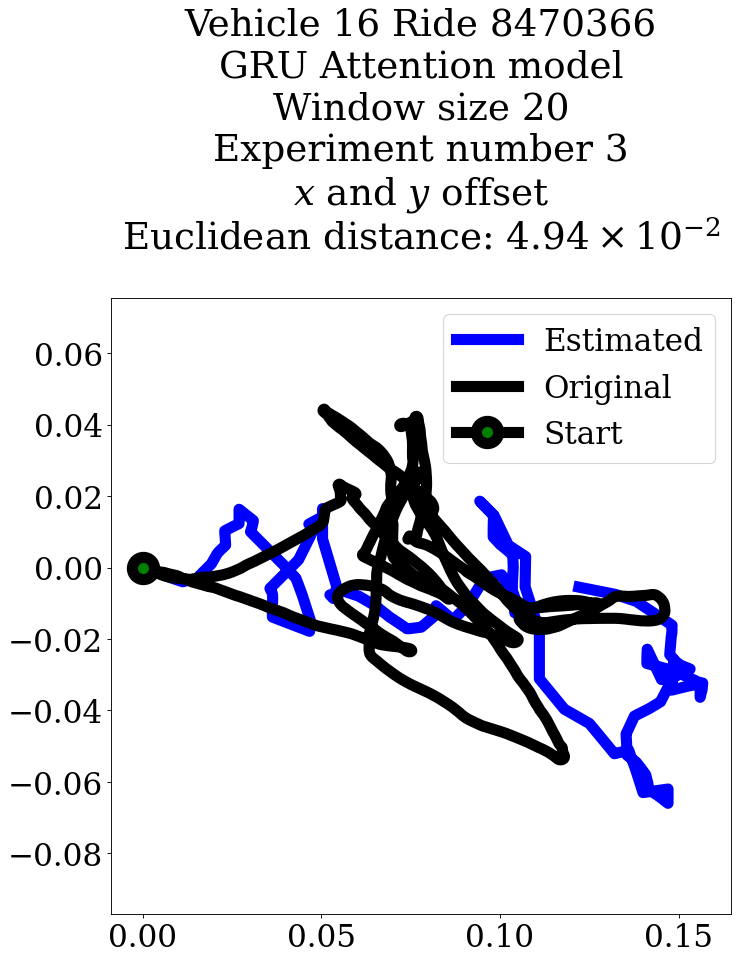 Vehicle 16 Ride 8470366
GRU Attention model
Window size 20
Experiment number 3
x and y offset
Euclidean distance: 4.94 × 10⁻²
Estimated
Original
Start
0.06
0.04
0.02
0.00
−0.02
−0.04
−0.06
−0.08
0.00 0.05 0.10 0.15